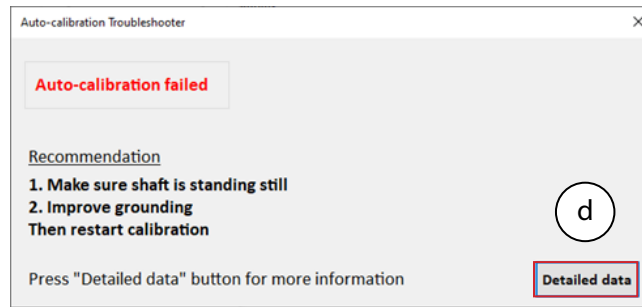 Auto-calibration Troubleshooter
Auto-calibration failed
Recommendation
1. Make sure shaft is standing still
2. Improve grounding
Then restart calibration
d
Press "Detailed data" button for more information
Detailed data